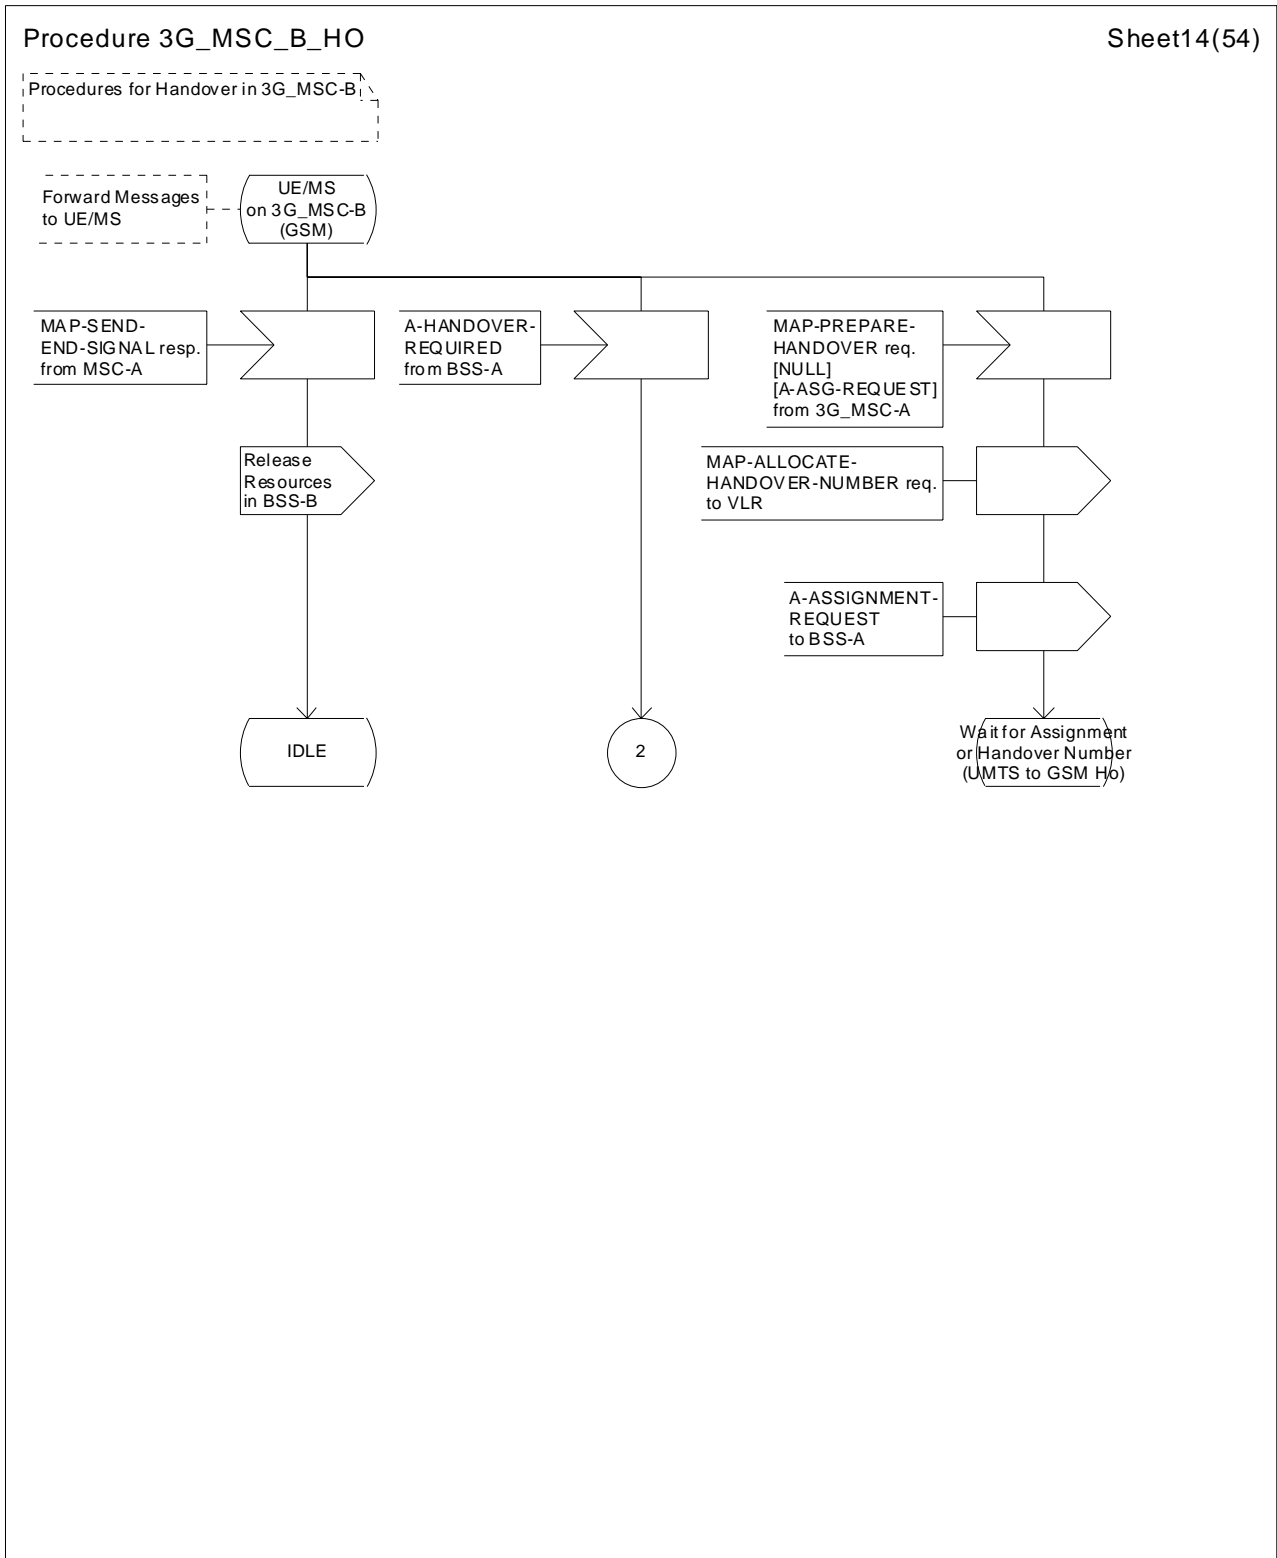 Procedure 3G_MSC_B_HO
Sheet14(54)
Procedures for Handover in 3G_MSC-B
Forward Messages
to UE/MS
UE/MS
on 3G_MSC-B
(GSM)
MAP-SEND-
END-SIGNAL resp.
from MSC-A
A-HANDOVER-
REQUIRED
from BSS-A
MAP-PREPARE-
HANDOVER req.
[NULL]
[A-ASG-REQUEST]
from 3G_MSC-A
Release
Resources
in BSS-B
MAP-ALLOCATE-
HANDOVER-NUMBER req.
to VLR
A-ASSIGNMENT-
REQUEST
to BSS-A
IDLE
2
Wait for Assignment
or Handover Number
(UMTS to GSM Ho)